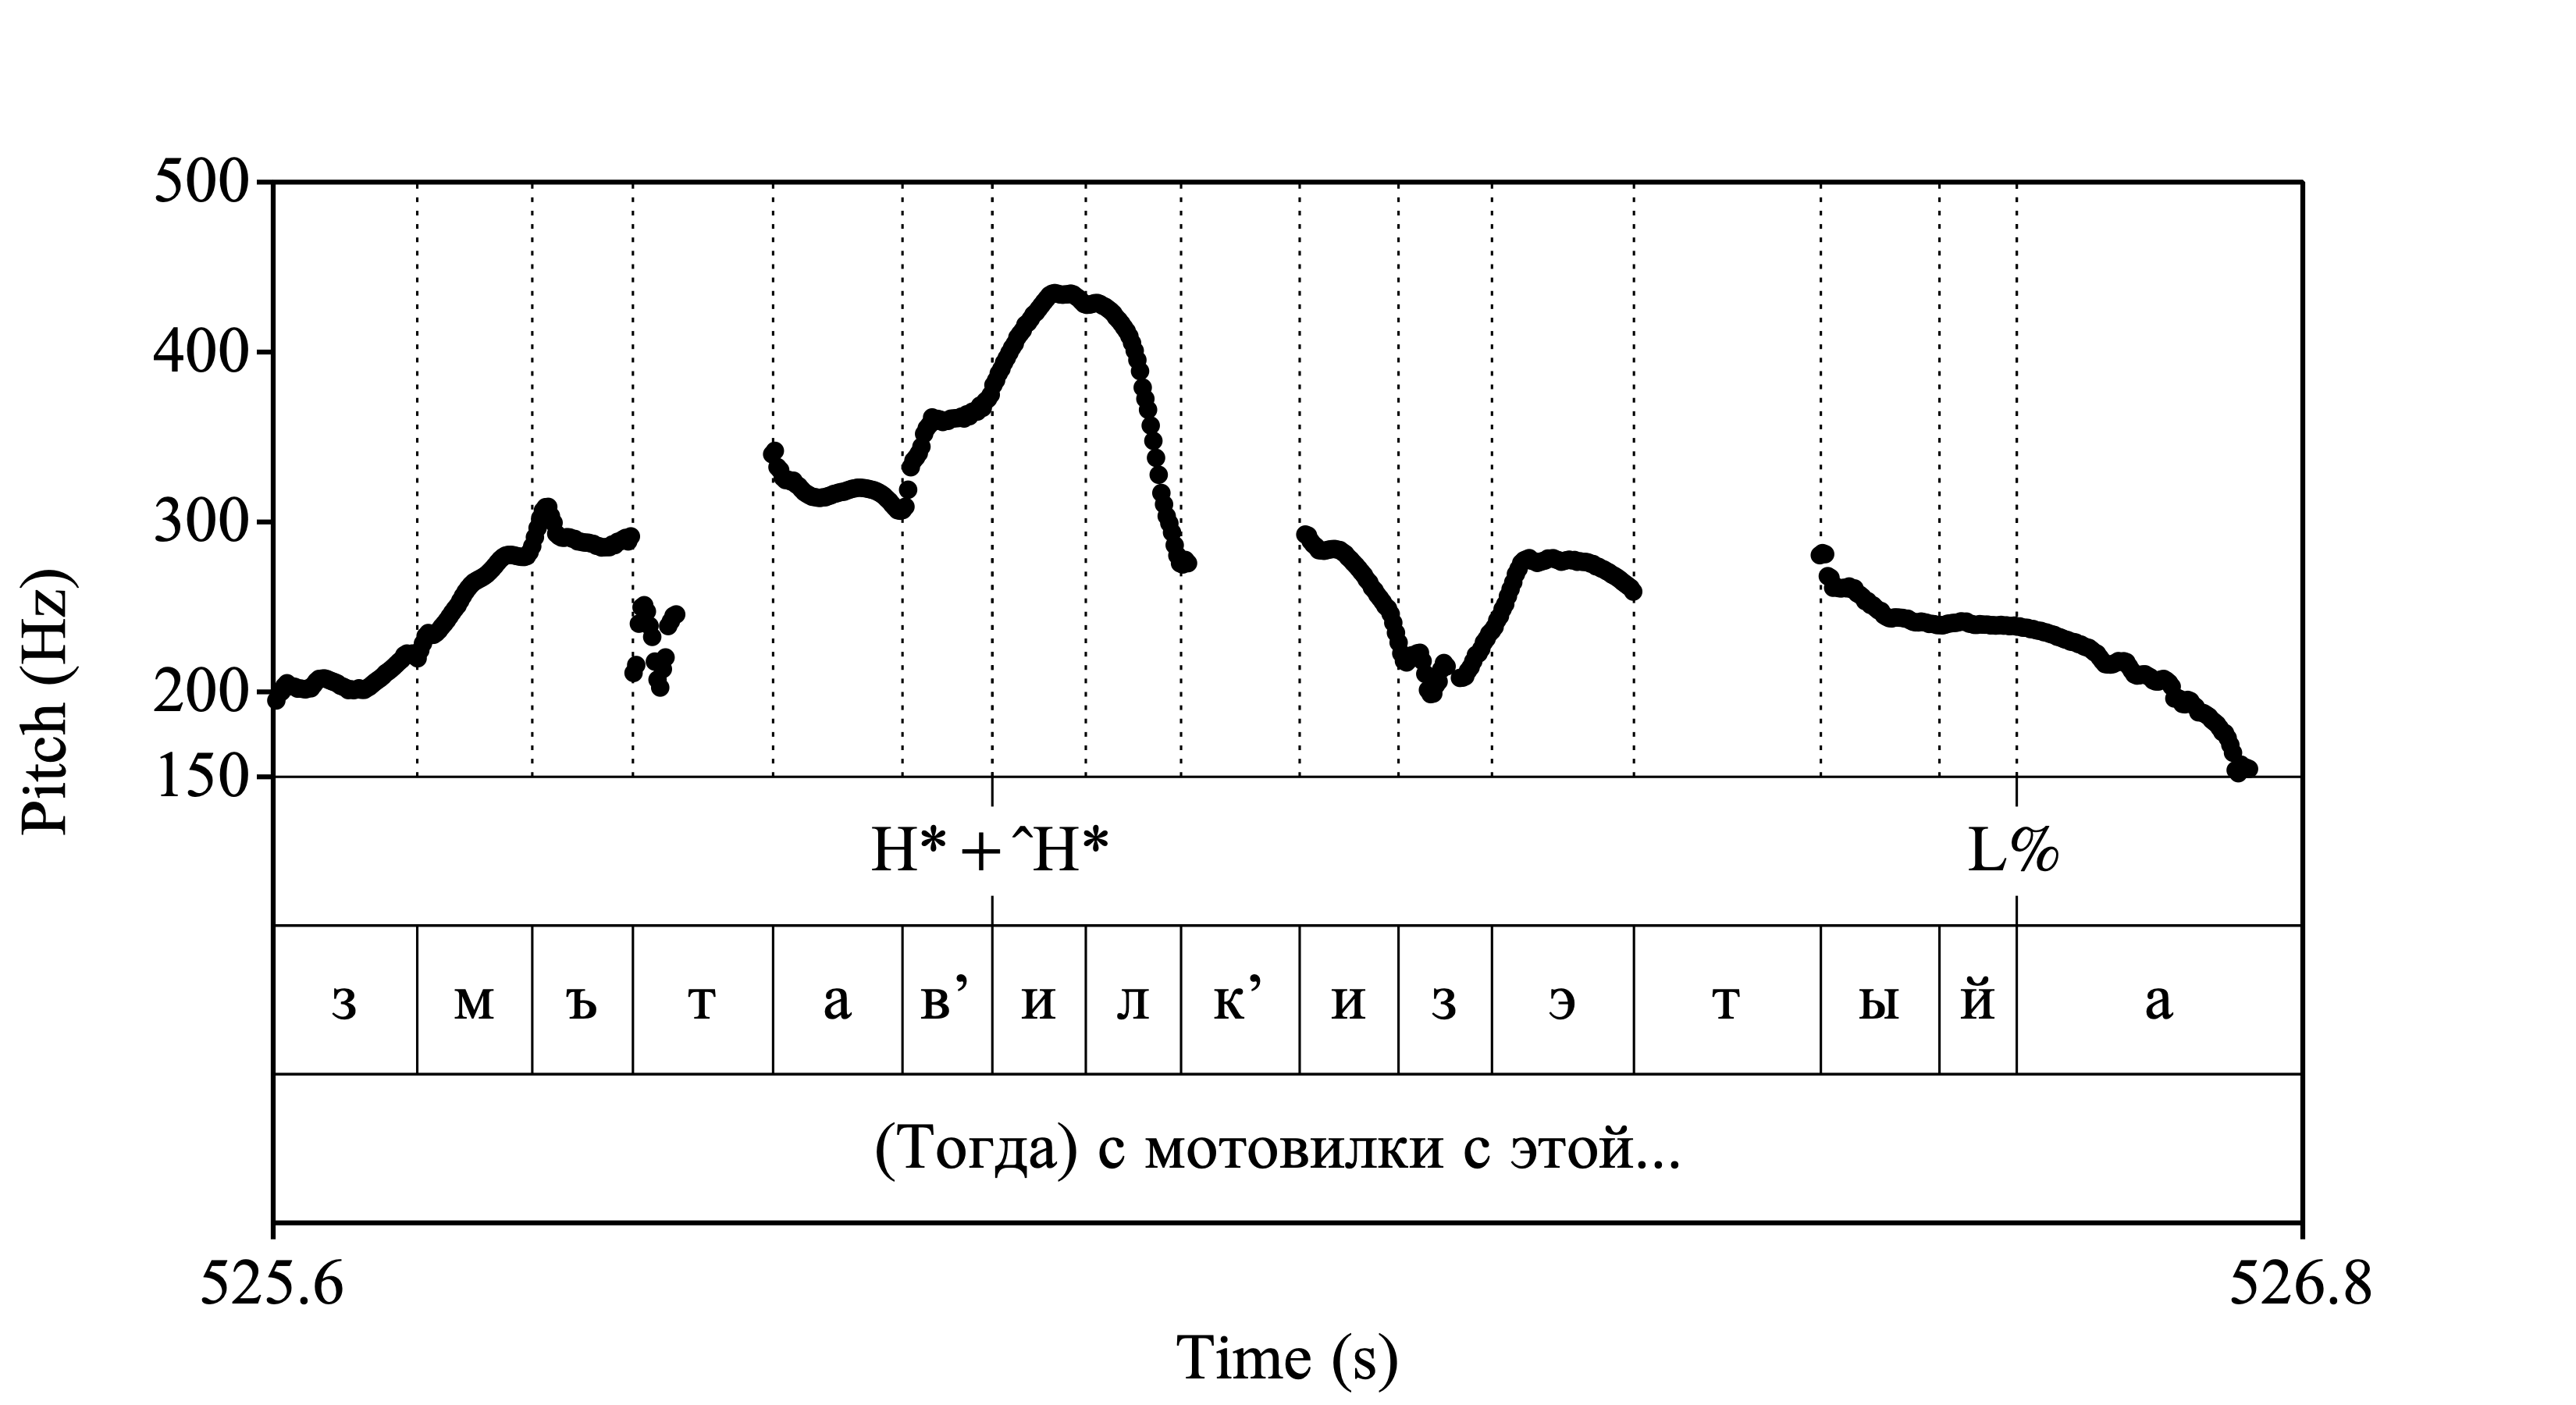 500
400
300
200
150
Pitch (Hz)
H* + ^H* L%
з м ъ т а в’ и л к’ и з э т ы й а
(Тогда) с мотовилки с этой...
525.6 526.8
Time (s)